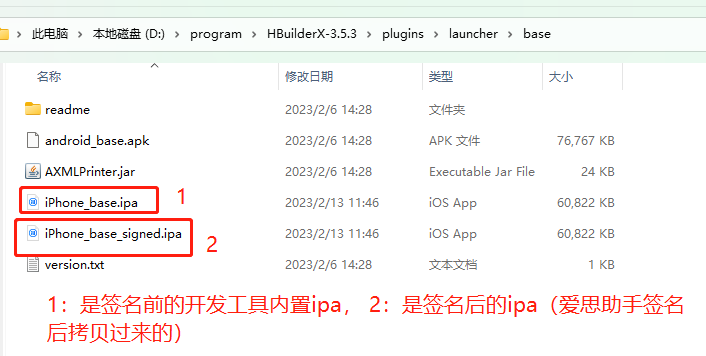 此电脑 › 本地磁盘 (D:) › program › HBuilderX-3.5.3 › plugins › launcher › base
名称 修改日期 类型 大小
readme 2023/2/6 14:28 文件夹
android_base.apk 2023/2/6 14:28 APK 文件 76,767 KB
AXMLPrinter.jar 2023/2/6 14:28 Executable Jar File 24 KB
iPhone_base.ipa 1 2023/2/13 11:46 iOS App 60,822 KB
iPhone_base_signed.ipa 2 2023/2/13 11:46 iOS App 60,822 KB
version.txt 2023/2/6 14:28 文本文档 1 KB
1：是签名前的开发工具内置ipa， 2：是签名后的ipa（爱思助手签名
后拷贝过来的）